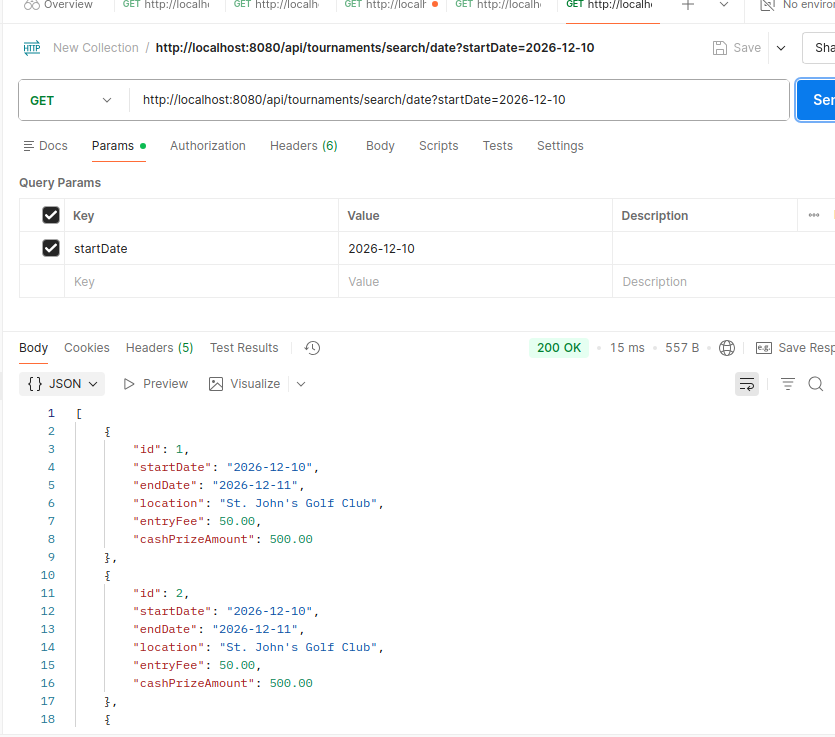 Overview GET http://localh GET http://localh GET http://localh GET http://localh GET http://localh No enviro
HTTP New Collection / http://localhost:8080/api/tournaments/search/date?startDate=2026-12-10 Save Sha
GET http://localhost:8080/api/tournaments/search/date?startDate=2026-12-10 Sen
Docs Params Authorization Headers (6) Body Scripts Tests Settings
Query Params
Key Value Description
startDate 2026-12-10
Key Value Description
Body Cookies Headers (5) Test Results 200 OK 15 ms 557 B e.g. Save Resp
{} JSON Preview Visualize
1 [
2 {
3 "id": 1,
4 "startDate": "2026-12-10",
5 "endDate": "2026-12-11",
6 "location": "St. John's Golf Club",
7 "entryFee": 50.00,
8 "cashPrizeAmount": 500.00
9 },
10 {
11 "id": 2,
12 "startDate": "2026-12-10",
13 "endDate": "2026-12-11",
14 "location": "St. John's Golf Club",
15 "entryFee": 50.00,
16 "cashPrizeAmount": 500.00
17 },
18 {